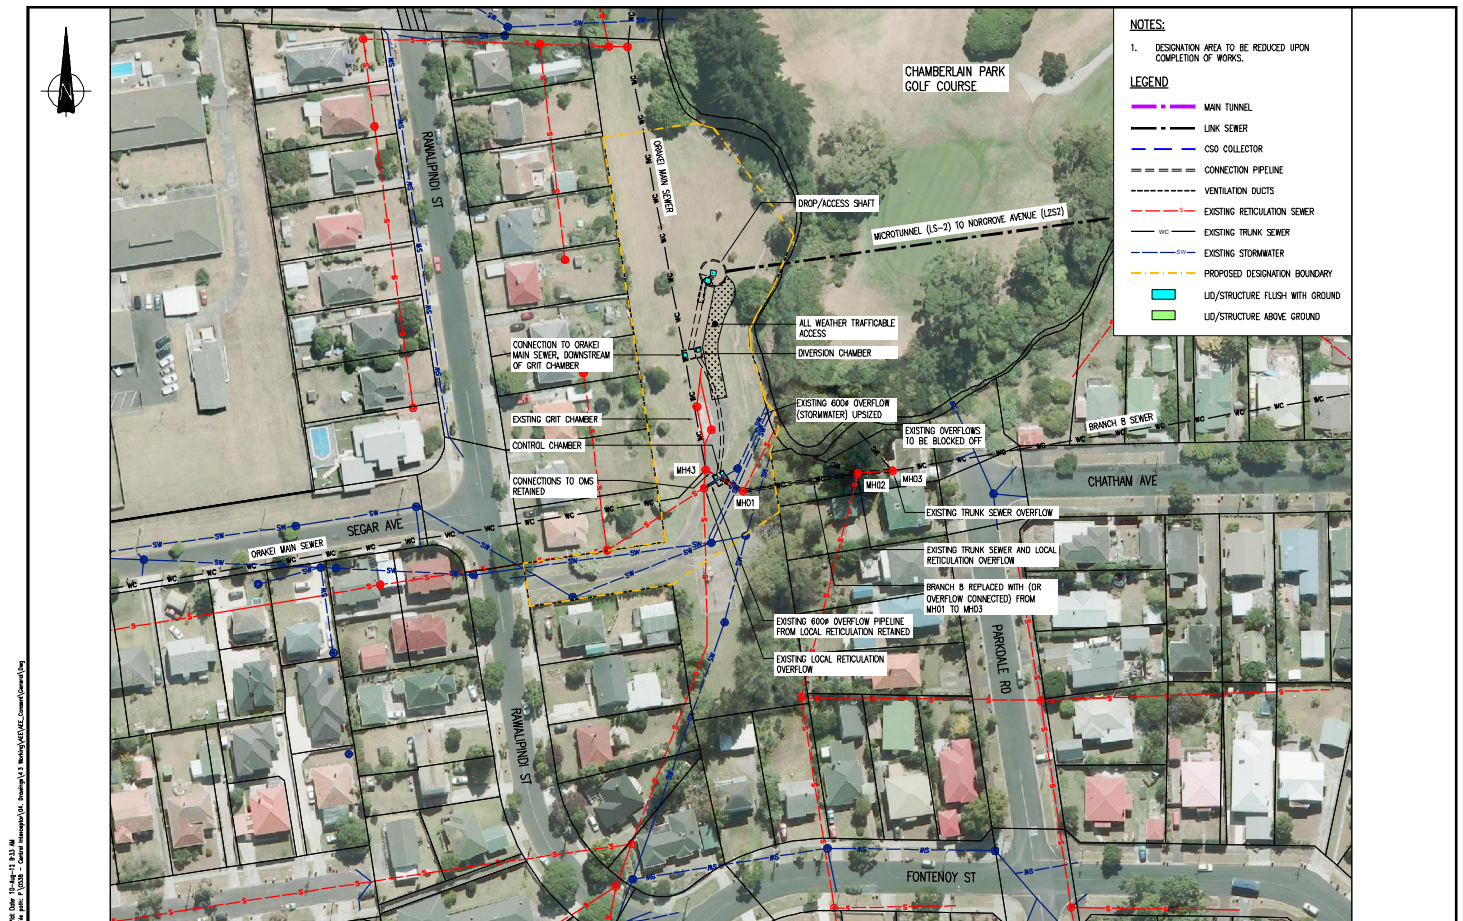 CHAMBERLAIN PARK
GOLF COURSE
NOTES:
1. DESIGNATION AREA TO BE REDUCED UPON
COMPLETION OF WORKS.
LEGEND
MAIN TUNNEL
LINK SEWER
CSO COLLECTOR
CONNECTION PIPELINE
VENTILATION DUCTS
S EXISTING RETICULATION SEWER
WC EXISTING TRUNK SEWER
SW EXISTING STORMWATER
PROPOSED DESIGNATION BOUNDARY
LID/STRUCTURE FLUSH WITH GROUND
LID/STRUCTURE ABOVE GROUND
RAWALPINDI ST
ORAKEI MAIN SEWER
DROP/ACCESS SHAFT
MICROTUNNEL (LS-2) TO NORGROVE AVENUE (L2S2)
ALL WEATHER TRAFFICABLE
ACCESS
DIVERSION CHAMBER
CONNECTION TO ORAKEI
MAIN SEWER, DOWNSTREAM
OF GRIT CHAMBER
EXISTING 600ø OVERFLOW
(STORMWATER) UPSIZED
EXSTING GRIT CHAMBER
CONTROL CHAMBER
EXISTING OVERFLOWS
TO BE BLOCKED OFF
BRANCH 8 SEWER
MH43
MH02
MH03
MH01
CHATHAM AVE
CONNECTIONS TO OMS
RETAINED
EXISTING TRUNK SEWER OVERFLOW
SEGAR AVE
ORAKEI MAIN SEWER
EXISTING TRUNK SEWER AND LOCAL
RETICULATION OVERFLOW
BRANCH 8 REPLACED WITH (OR
OVERFLOW CONNECTED) FROM
MH01 TO MH03
EXISTING 600ø OVERFLOW PIPELINE
FROM LOCAL RETICULATION RETAINED
EXISTING LOCAL RETICULATION
OVERFLOW
PARKDALE RD
RAWALPINDI ST
FONTENOY ST